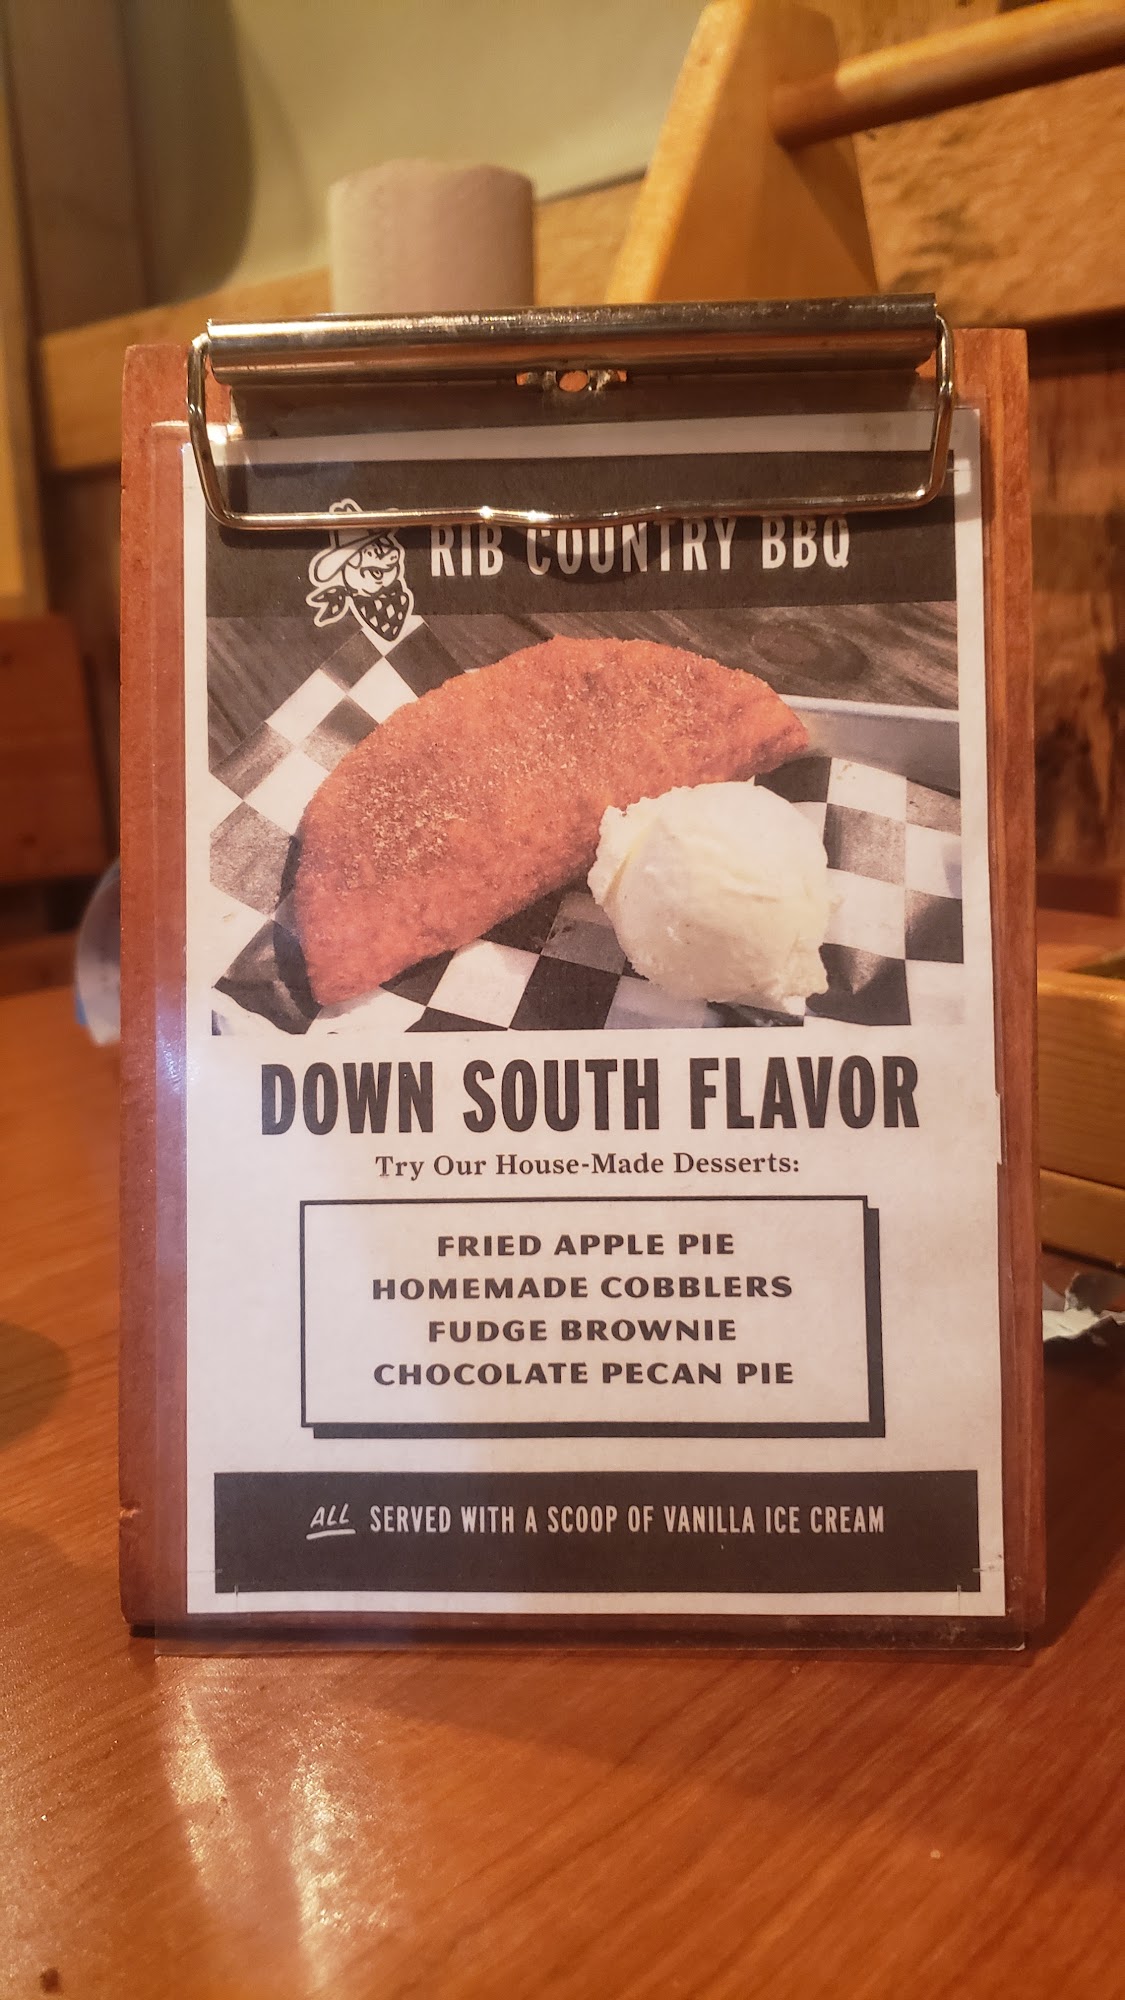 RIB COUNTRY BBQ
DOWN SOUTH FLAVOR
Try Our House-Made Desserts:
FRIED APPLE PIE
HOMEMADE COBBLERS
FUDGE BROWNIE
CHOCOLATE PECAN PIE
ALL SERVED WITH A SCOOP OF VANILLA ICE CREAM